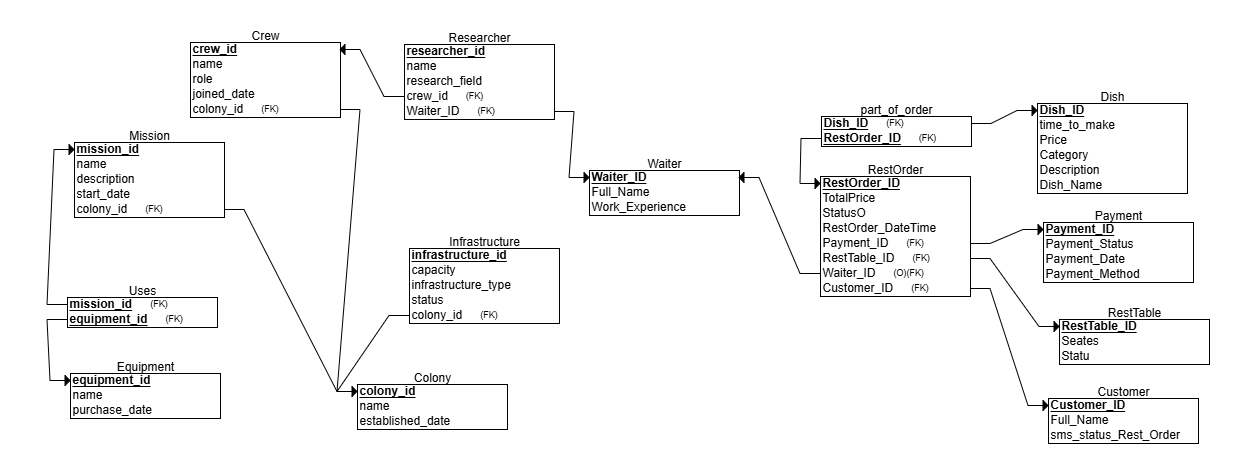 Crew
crew_id
name
role
joined_date
colony_id (FK)
Researcher
researcher_id
name
research_field
crew_id (FK)
Waiter_ID (FK)
Mission
mission_id
name
description
start_date
colony_id (FK)
Waiter
Waiter_ID
Full_Name
Work_Experience
part_of_order
Dish_ID (FK)
RestOrder_ID (FK)
Dish
Dish_ID
time_to_make
Price
Category
Description
Dish_Name
RestOrder
RestOrder_ID
TotalPrice
StatusO
RestOrder_DateTime
Payment_ID (FK)
RestTable_ID (FK)
Waiter_ID (O)(FK)
Customer_ID (FK)
Payment
Payment_ID
Payment_Status
Payment_Date
Payment_Method
Infrastructure
infrastructure_id
capacity
infrastructure_type
status
colony_id (FK)
Uses
mission_id (FK)
equipment_id (FK)
RestTable
RestTable_ID
Seates
Statu
Equipment
equipment_id
name
purchase_date
Colony
colony_id
name
established_date
Customer
Customer_ID
Full_Name
sms_status_Rest_Order